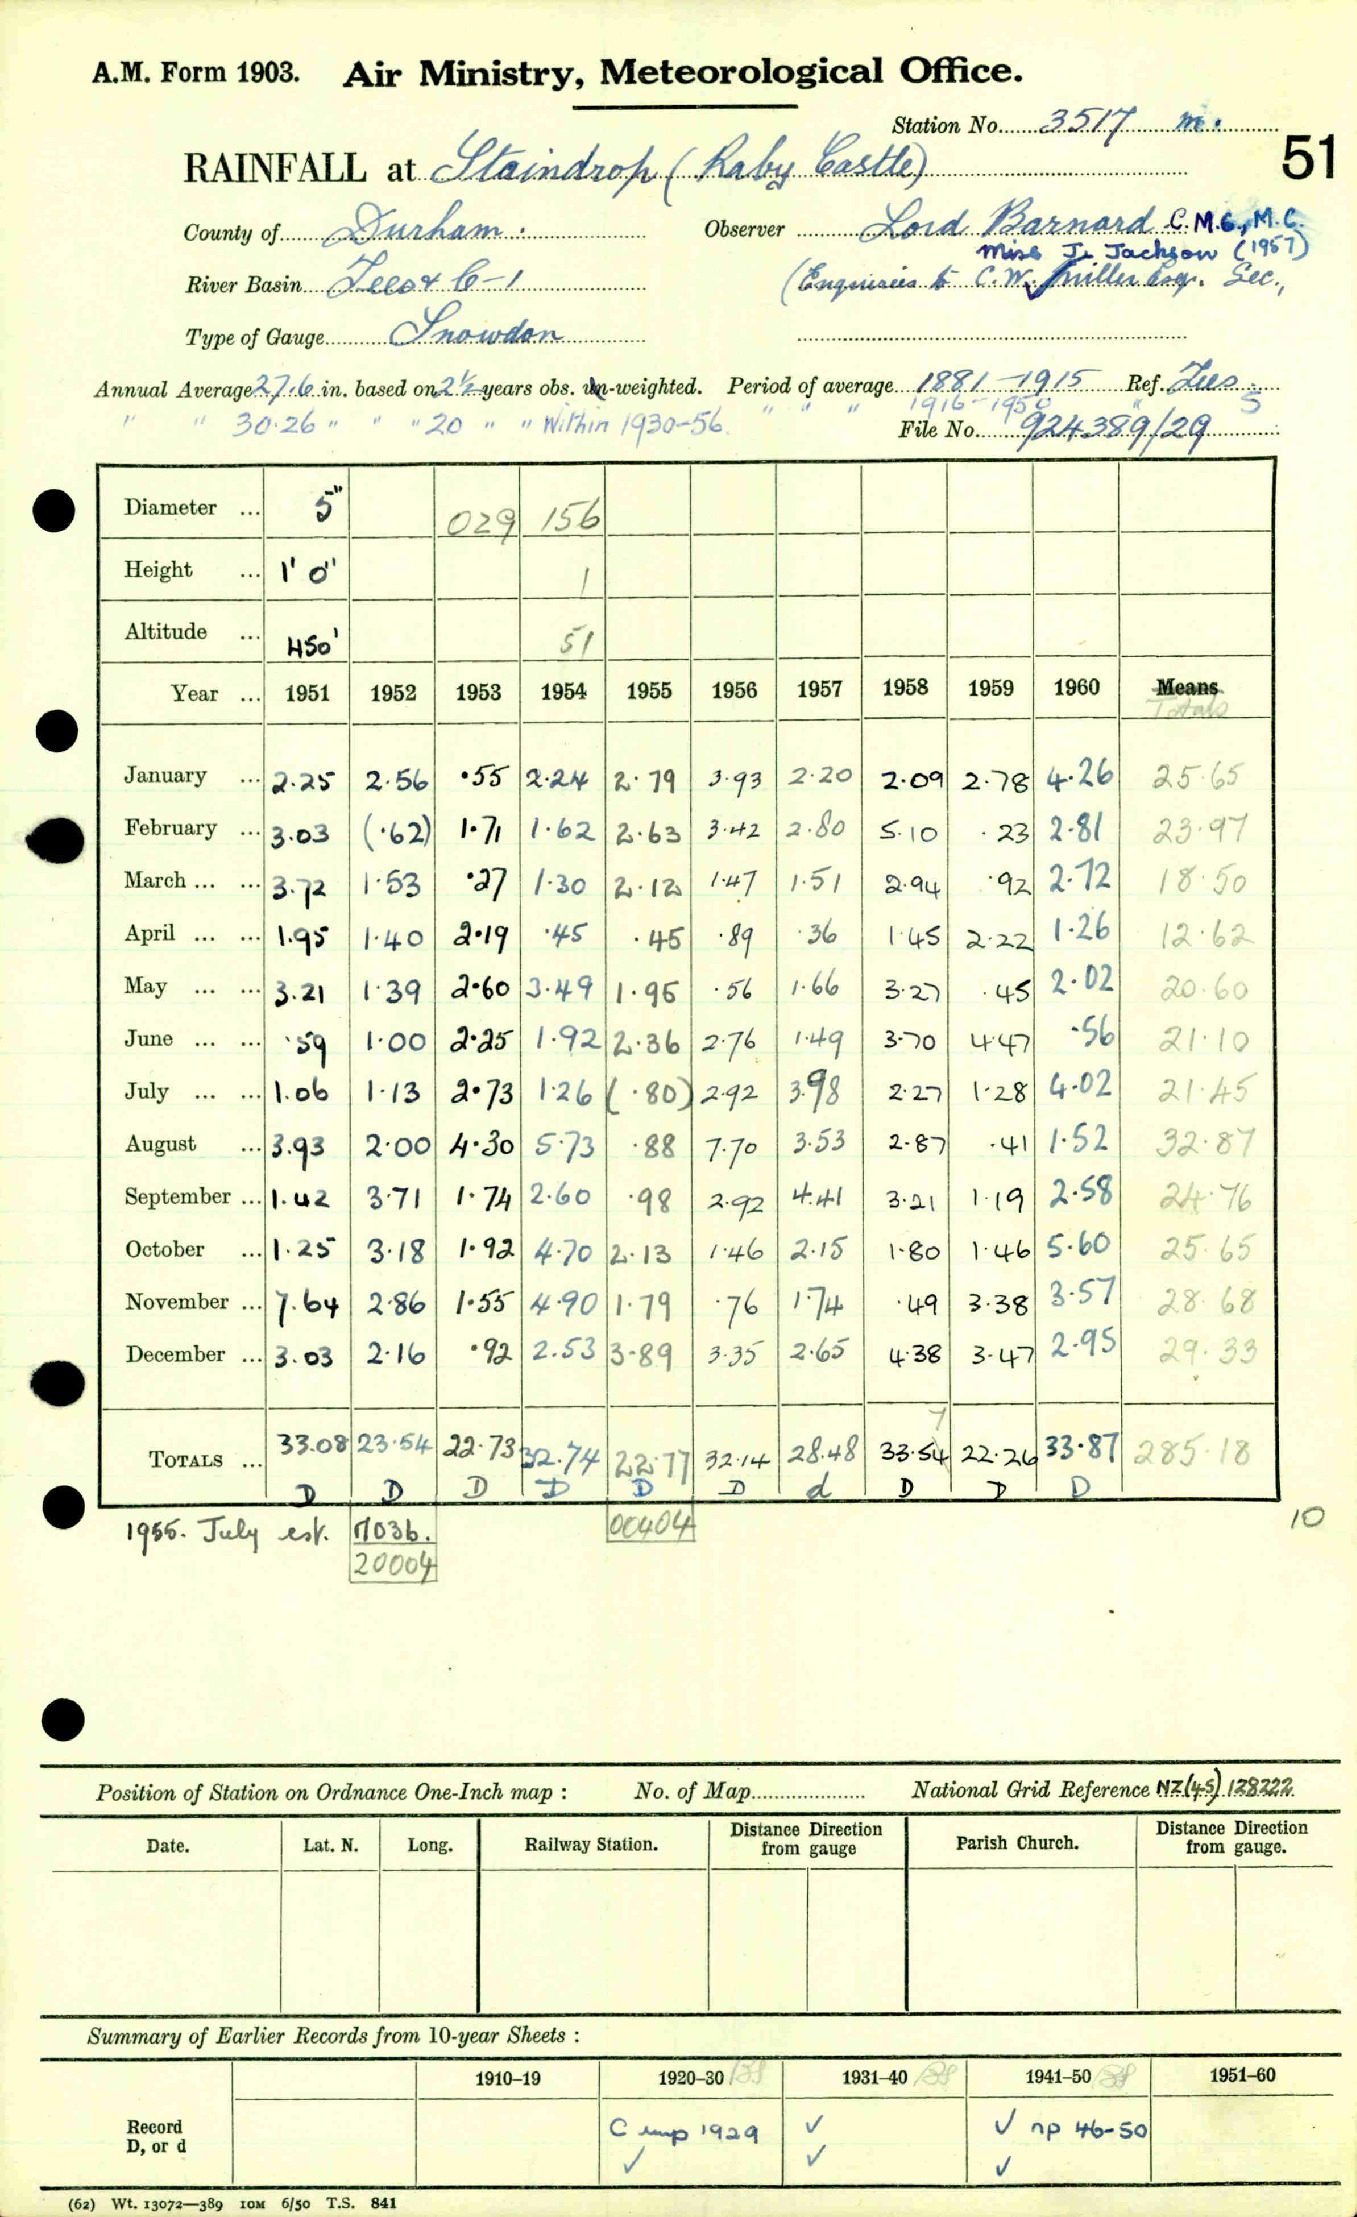 A.M. Form 1903. Air Ministry, Meteorological Office.
Station No. 3517 m.
51
RAINFALL at Staindrop (Raby Castle)
County of Durham. Observer Lord Barnard C.M.G., M.C.
Miss J. Jackson (1957)
River Basin Tees & C-1 (Enquiries to C.W. Miller Esq. Sec.,
Type of Gauge Snowdon
Annual Average 27.6 in. based on 2½ years obs. un-weighted. Period of average 1881-1915 Ref. Tees
" " 30.26 " " " 20 " " Within 1930-56. " " " 1916-1950 " 5
File No. 924389/29
Diameter ... 5" 029 156
Height ... 1' 0" 1
Altitude ... 450' 51
Year ... 1951 1952 1953 1954 1955 1956 1957 1958 1959 1960 Means
Totals
January ... 2.25 2.56 .55 2.24 2.79 3.93 2.20 2.09 2.78 4.26 25.65
February ... 3.03 (.62) 1.71 1.62 2.63 3.42 2.80 5.10 .23 2.81 23.97
March ... ... 3.72 1.53 .27 1.30 2.12 1.47 1.51 2.94 .92 2.72 18.50
April ... ... 1.95 1.40 2.19 .45 .45 .89 .36 1.45 2.22 1.26 12.62
May ... ... 3.21 1.39 2.60 3.49 1.95 .56 1.66 3.27 .45 2.02 20.60
June ... ... .59 1.00 2.25 1.92 2.36 2.76 1.49 3.70 4.47 .56 21.10
July ... ... 1.06 1.13 2.73 1.26 (.80) 2.92 3.98 2.27 1.28 4.02 21.45
August ... 3.93 2.00 4.30 5.73 .88 7.70 3.53 2.87 .41 1.52 32.87
September ... 1.42 3.71 1.74 2.60 .98 2.92 4.41 3.21 1.19 2.58 24.76
October ... 1.25 3.18 1.92 4.70 2.13 1.46 2.15 1.80 1.46 5.60 25.65
November ... 7.64 2.86 1.55 4.90 1.79 .76 1.74 .49 3.38 3.57 28.68
December ... 3.03 2.16 .92 2.53 3.89 3.35 2.65 4.38 3.47 2.95 29.33
7
TOTALS ... 33.08 23.54 22.73 32.74 22.77 32.14 28.48 33.54 22.26 33.87 285.18
D D D D D D d D D D
1955. July est. 7036. 00404 10
20004
Position of Station on Ordnance One-Inch map : No. of Map National Grid Reference NZ(45) 128222
Date. Lat. N. Long. Railway Station. Distance from gauge Direction Parish Church. Distance from gauge. Direction
Summary of Earlier Records from 10-year Sheets :
1910–19 1920–30 1931–40 1941–50 1951–60
Record C 1929 ✓ ✓ np 46-50
D, or d ✓ ✓ ✓
(62) Wt. 13072—389 10M 6/50 T.S. 841